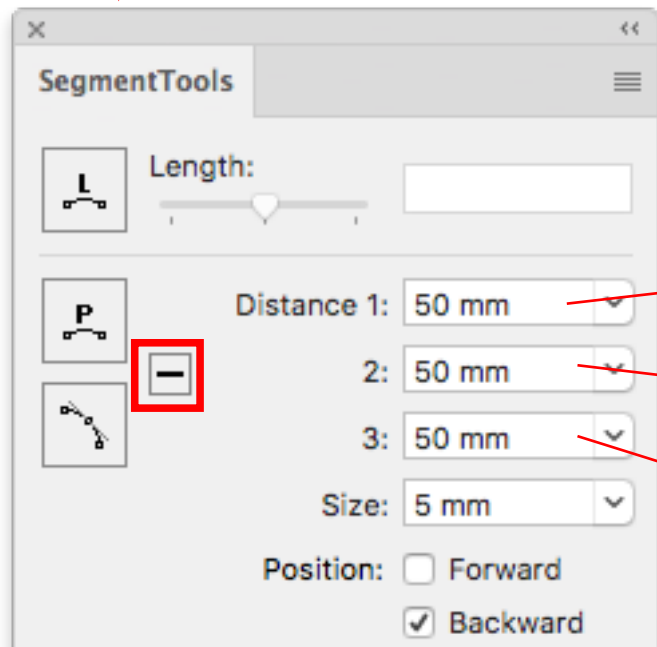 SegmentTools
L
Length:
P
Distance 1: 50 mm
2: 50 mm
3: 50 mm
Size: 5 mm
Position: Forward
Backward